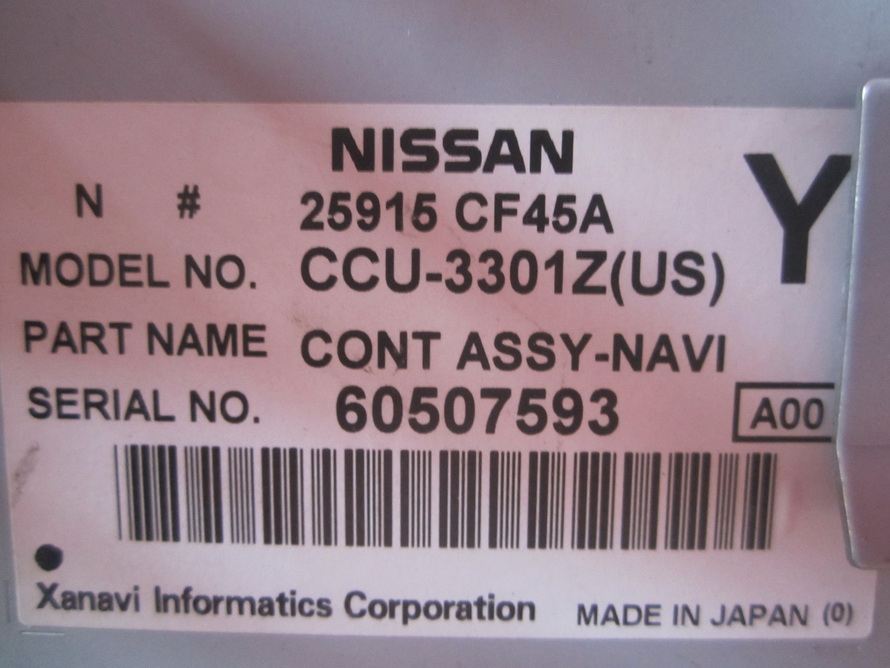 NISSAN
N # 25915 CF45A
Y
MODEL NO. CCU-3301Z(US)
PART NAME CONT ASSY-NAVI
SERIAL NO. 60507593
A00
Xanavi Informatics Corporation MADE IN JAPAN (0)